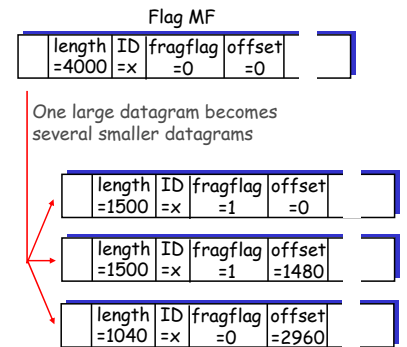 Flag MF
length ID fragflag offset
=4000 =x =0 =0
One large datagram becomes
several smaller datagrams
length ID fragflag offset
=1500 =x =1 =0
length ID fragflag offset
=1500 =x =1 =1480
length ID fragflag offset
=1040 =x =0 =2960